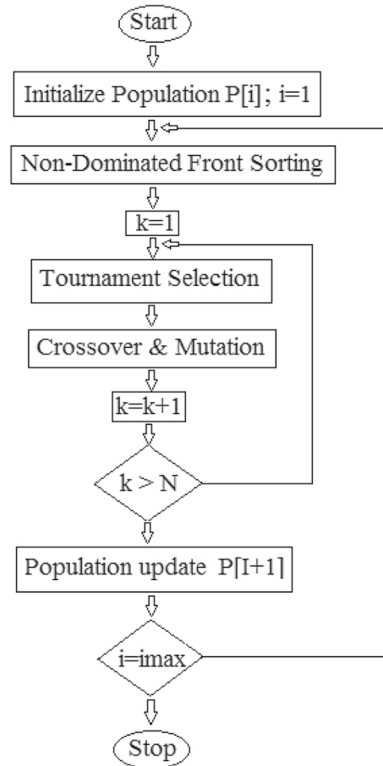 Start
Initialize Population P[i]; i=1
Non-Dominated Front Sorting
k=1
Tournament Selection
Crossover & Mutation
k=k+1
k > N
Population update P[I+1]
i=imax
Stop